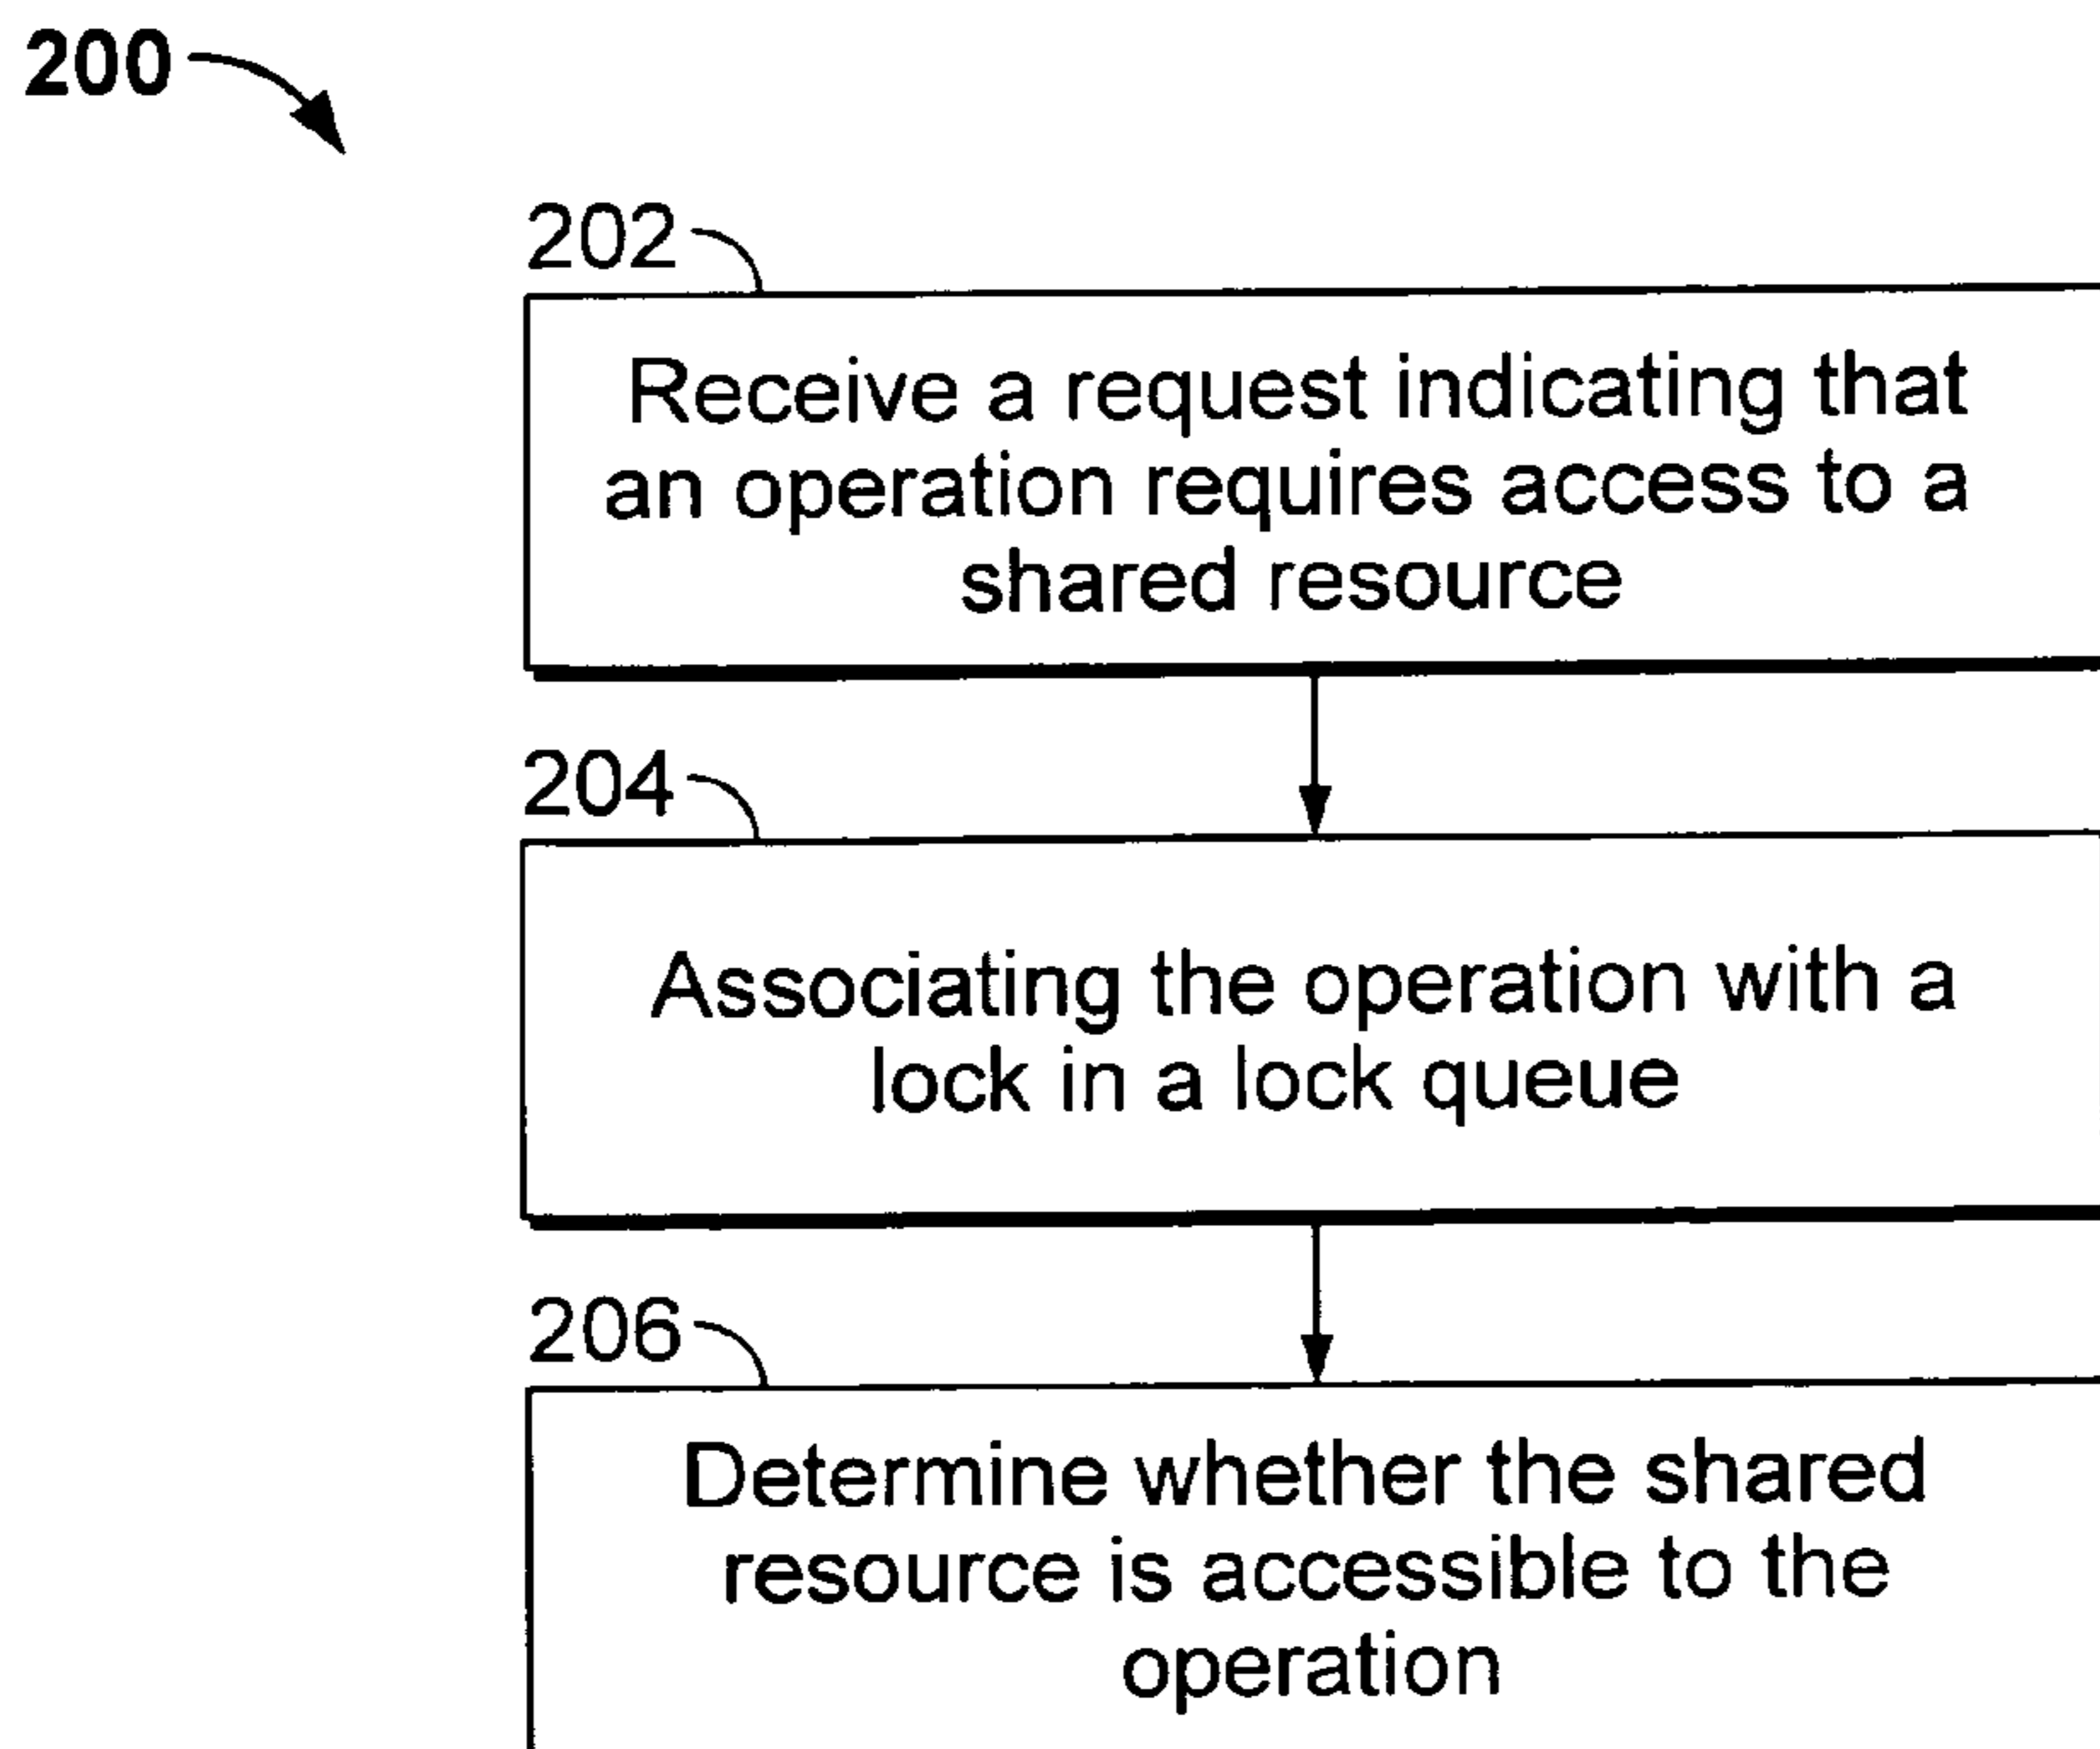 200
202
Receive a request indicating that
an operation requires access to a
shared resource
204
Associating the operation with a
lock in a lock queue
206
Determine whether the shared
resource is accessible to the
operation